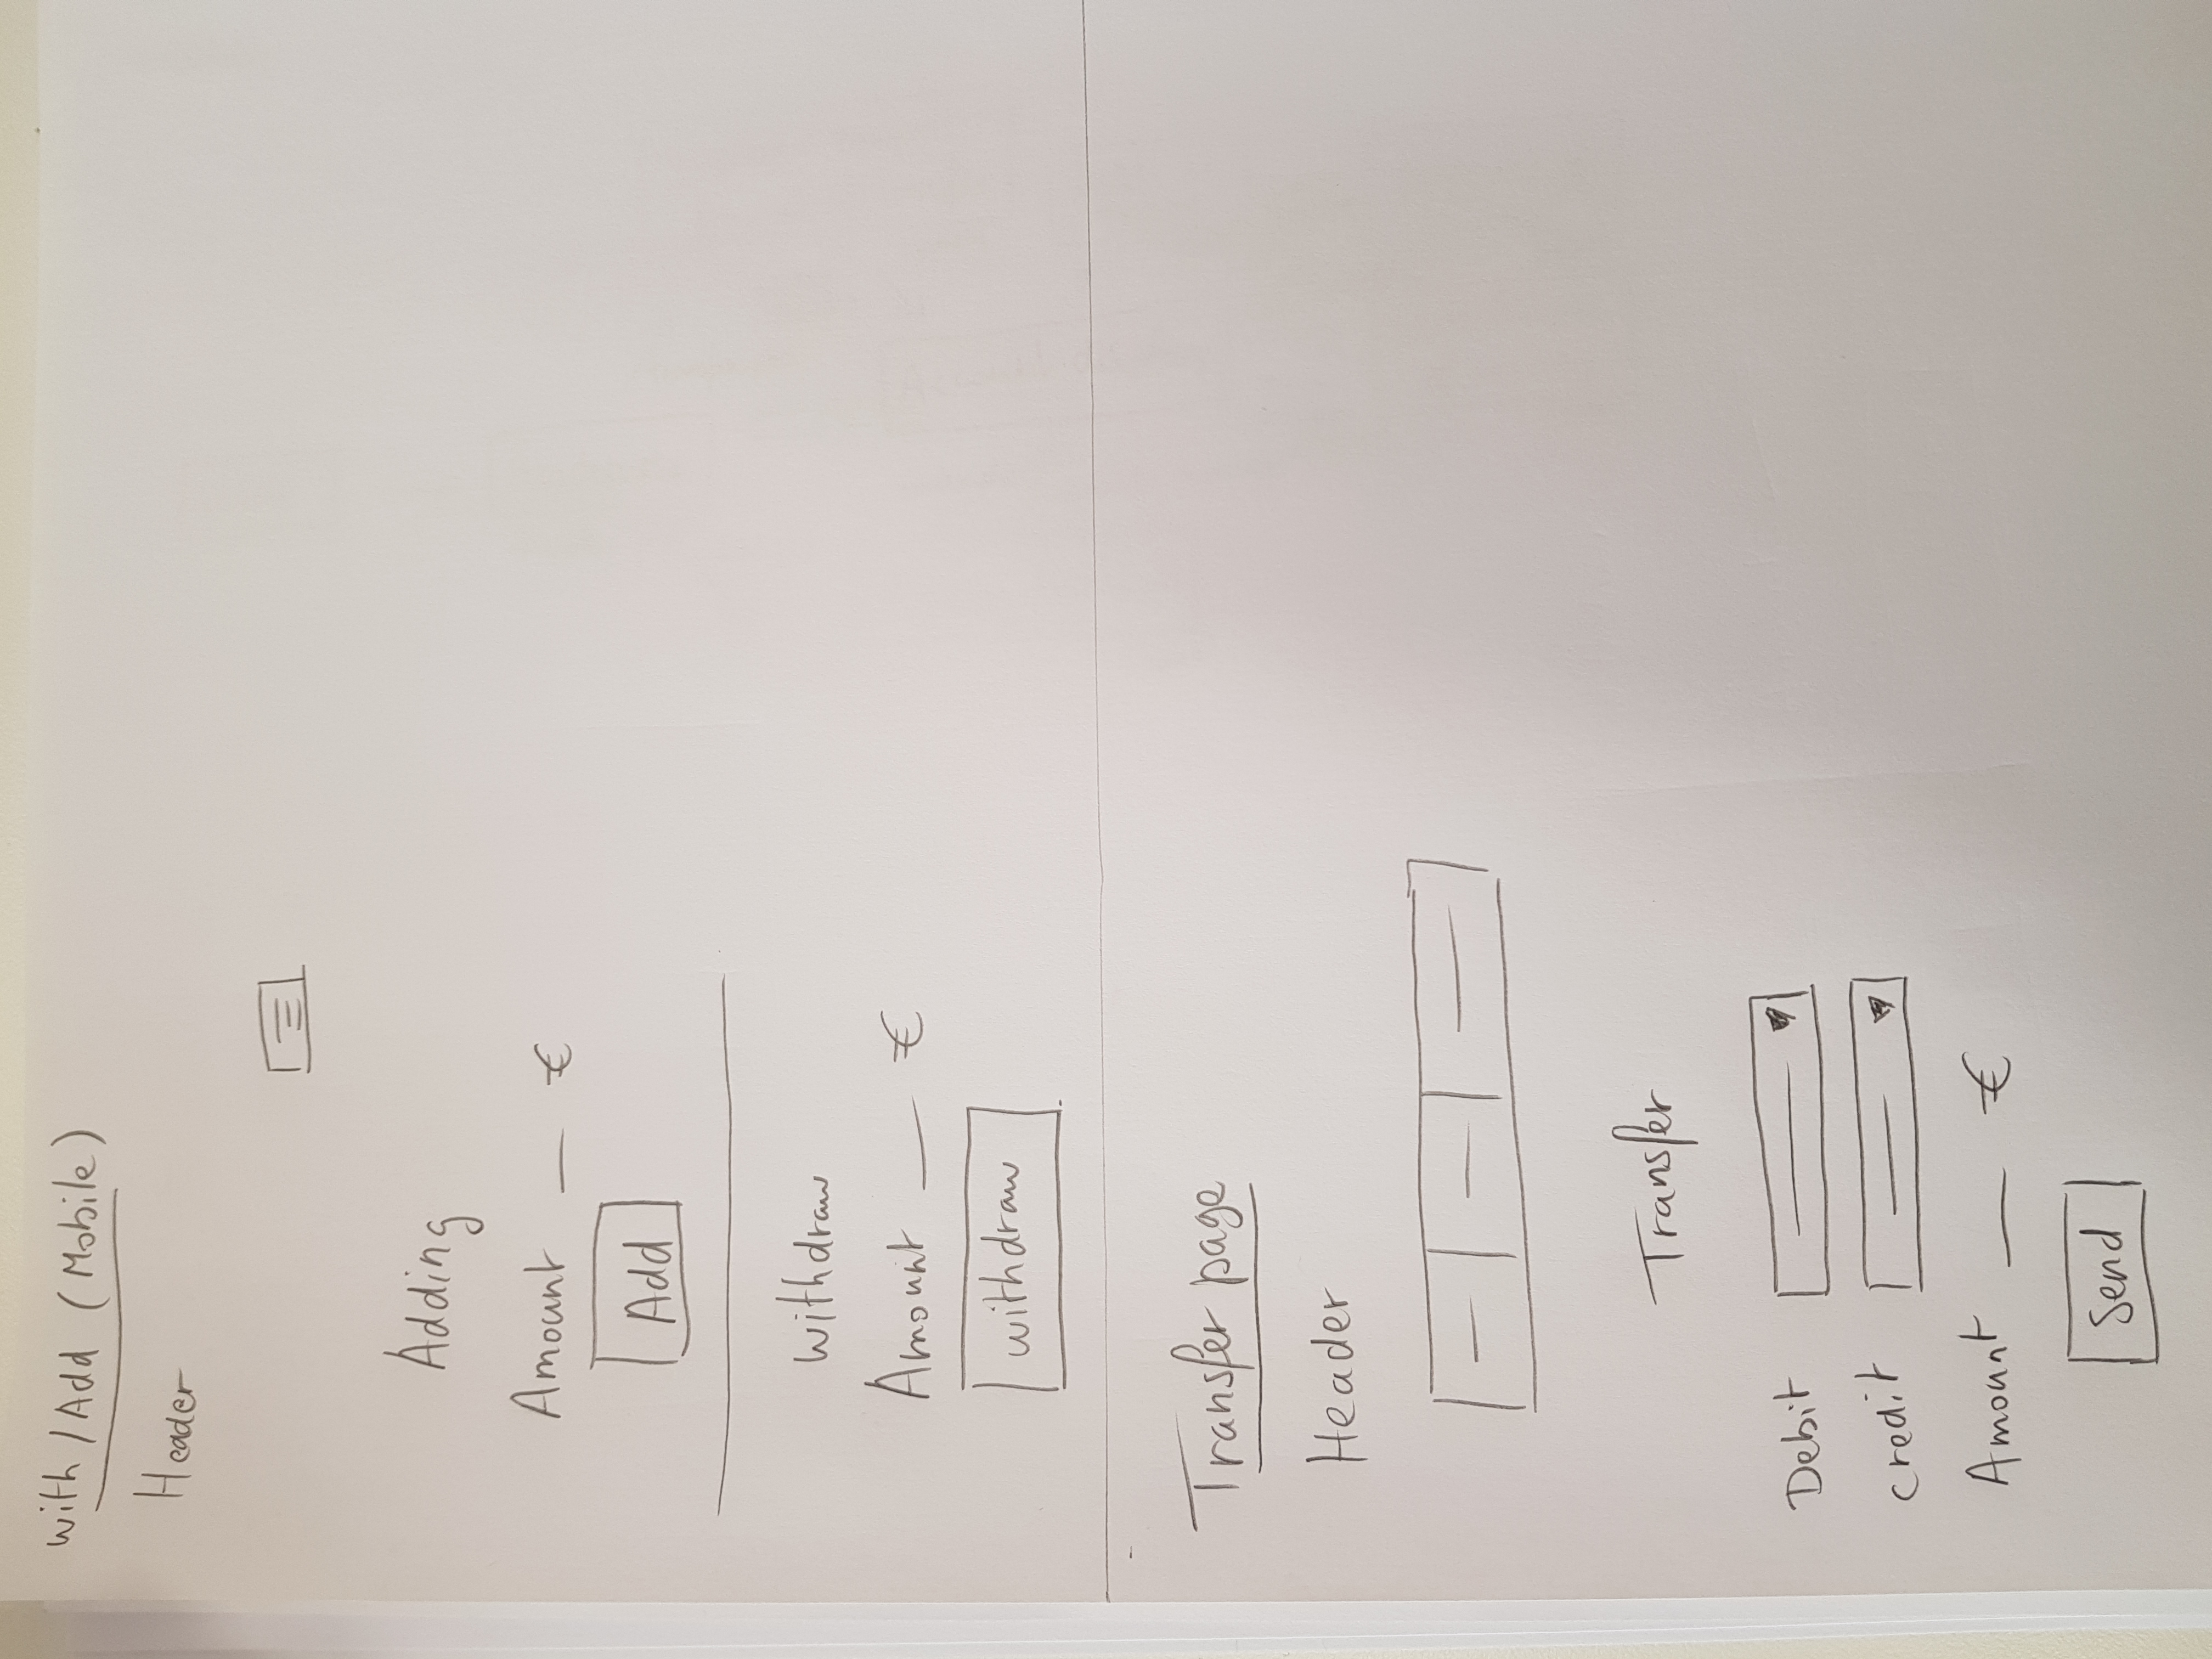 with / Add (Mobile)
Header
Adding
Amount __ €
Add
withdraw
Amount __ €
withdraw
Transfer page
Header
Transfer
Debit
credit
Amount __ €
Send